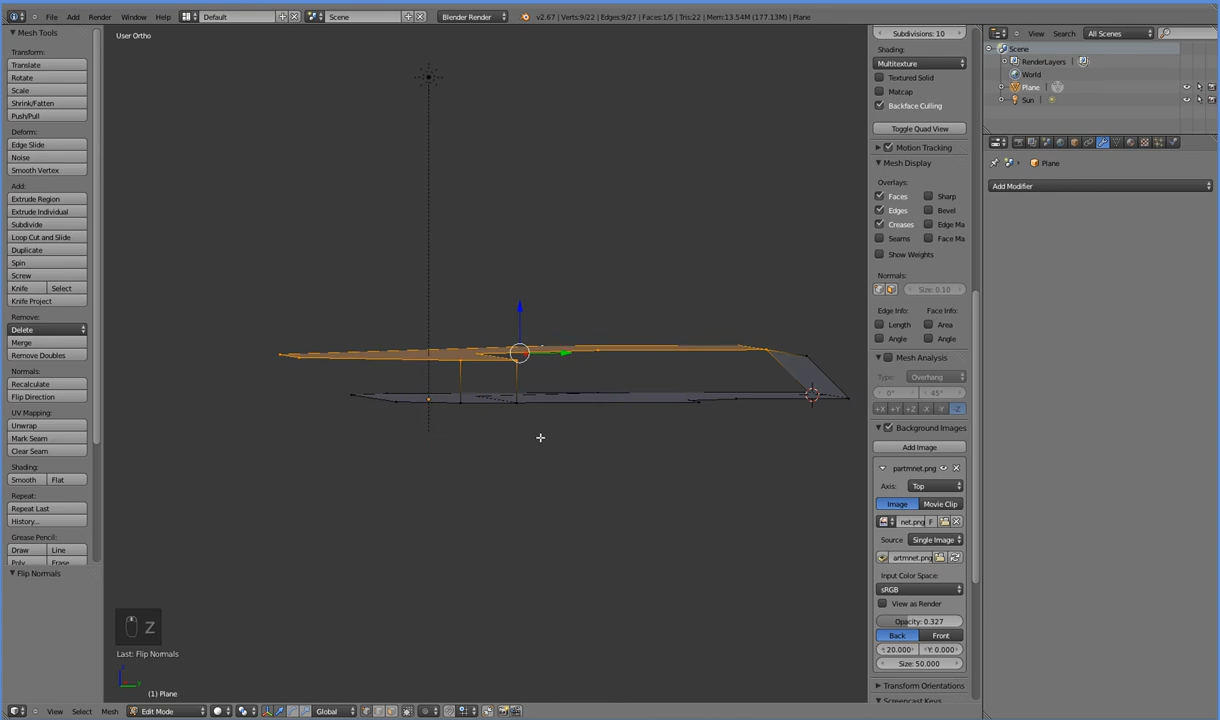 File Add Render Window Help Default Scene Blender Render v2.67 | Verts:9/22 | Edges:9/27 | Faces:1/5 | Tris:22 | Mem:13.54M (177.13M) | Plane
Mesh Tools
Transform:
Translate
Rotate
Scale
Shrink/Fatten
Push/Pull
Deform:
Edge Slide
Noise
Smooth Vertex
Add:
Extrude Region
Extrude Individual
Subdivide
Loop Cut and Slide
Duplicate
Spin
Screw
Knife Select
Knife Project
Remove:
Delete
Merge
Remove Doubles
Normals:
Recalculate
Flip Direction
UV Mapping:
Unwrap
Mark Seam
Clear Seam
Shading:
Smooth Flat
Repeat:
Repeat Last
History...
Grease Pencil:
Draw Line
Poly Erase
Flip Normals
User Ortho
Z
Last: Flip Normals
(1) Plane
View Select Mesh Edit Mode Global
Subdivisions: 10
Shading:
Multitexture
Textured Solid
Matcap
Backface Culling
Toggle Quad View
Motion Tracking
Mesh Display
Overlays:
Faces Sharp
Edges Bevel
Creases Edge Ma
Seams Face Ma
Show Weights
Normals:
Size: 0.10
Edge Info: Face Info:
Length Area
Angle Angle
Mesh Analysis
Type: Overhang
0° 45°
+X +Y +Z -X -Y -Z
Background Images
Add Image
partmnet.png
Axis: Top
Image Movie Clip
net.png F
Source Single Image
artmnet.png
Input Color Space:
sRGB
View as Render
Opacity: 0.327
Back Front
20.000 Y: 0.000
Size: 50.000
Transform Orientations
Screencast Keys
View Search All Scenes
Scene
RenderLayers
World
Plane
Sun
Plane
Add Modifier